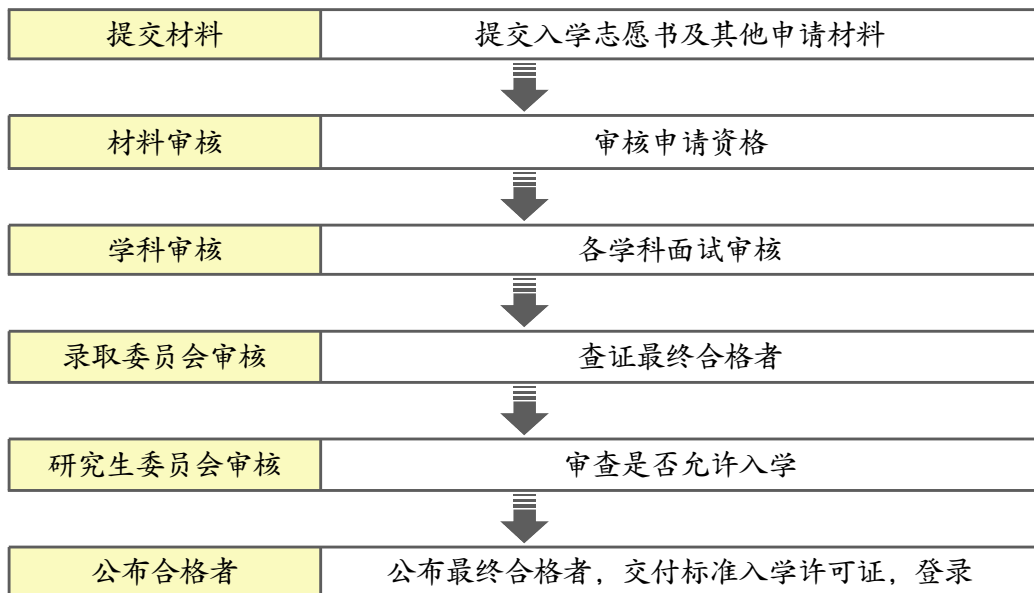 提交材料 提交入学志愿书及其他申请材料
材料审核 审核申请资格
学科审核 各学科面试审核
录取委员会审核 查证最终合格者
研究生委员会审核 审查是否允许入学
公布合格者 公布最终合格者，交付标准入学许可证，登录